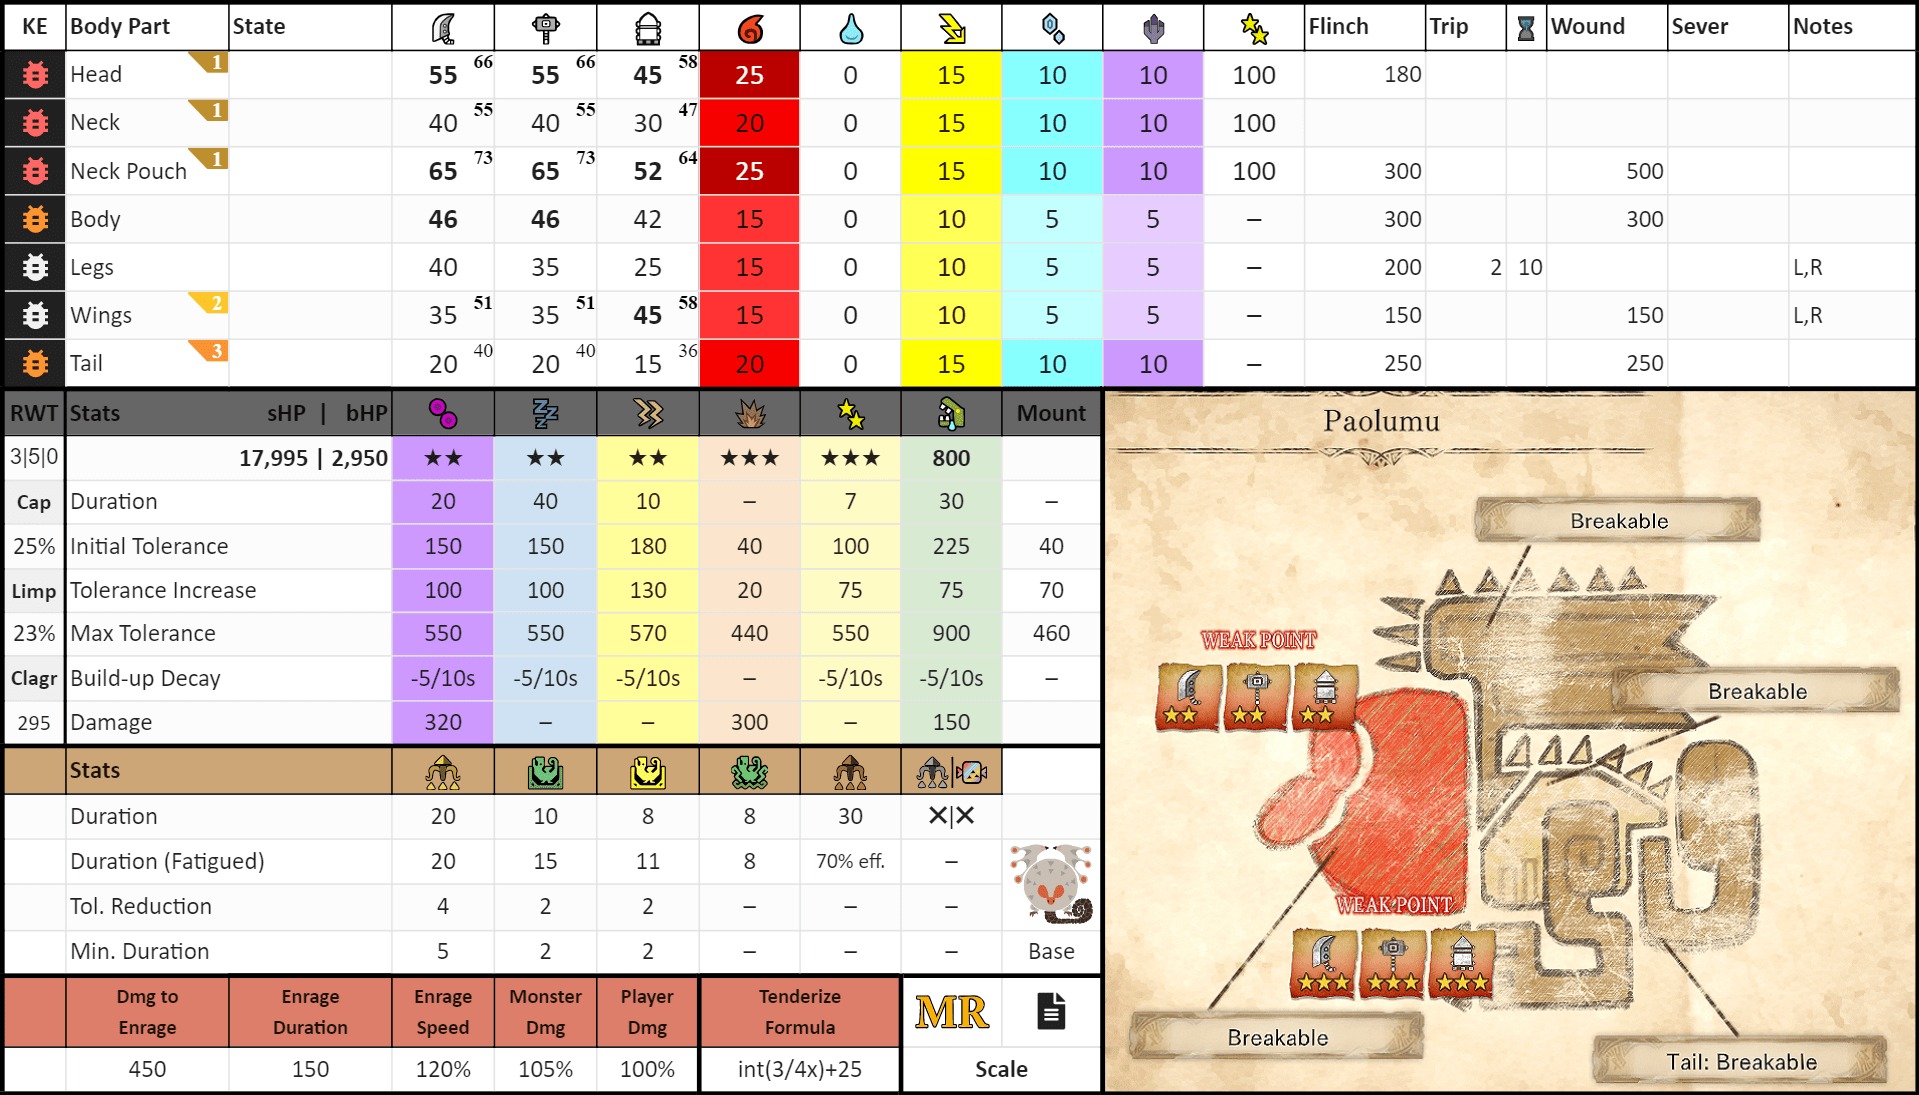 KE Body Part State Flinch Trip Wound Sever Notes
Head 1 55 66 55 66 45 58 25 0 15 10 10 100 180
Neck 1 40 55 40 55 30 47 20 0 15 10 10 100
Neck Pouch 1 65 73 65 73 52 64 25 0 15 10 10 100 300 500
Body 46 46 42 15 0 10 5 5 – 300 300
Legs 40 35 25 15 0 10 5 5 – 200 2 10 L,R
Wings 2 35 51 35 51 45 58 15 0 10 5 5 – 150 150 L,R
Tail 3 20 40 20 40 15 36 20 0 15 10 10 – 250 250
RWT Stats sHP | bHP Mount
3|5|0 17,995 | 2,950 ★★ ★★ ★★ ★★★ ★★★ 800
Cap Duration 20 40 10 – 7 30 –
25% Initial Tolerance 150 150 180 40 100 225 40
Limp Tolerance Increase 100 100 130 20 75 75 70
23% Max Tolerance 550 550 570 440 550 900 460
Clagr Build-up Decay -5/10s -5/10s -5/10s – -5/10s -5/10s –
295 Damage 320 – – 300 – 150
Stats
Duration 20 10 8 8 30 ✕|✕
Duration (Fatigued) 20 15 11 8 70% eff. –
Tol. Reduction 4 2 2 – – –
Min. Duration 5 2 2 – – – Base
Dmg to Enrage Enrage Duration Enrage Speed Monster Dmg Player Dmg Tenderize Formula MR
450 150 120% 105% 100% int(3/4x)+25 Scale
Paolumu
Breakable
WEAK POINT
Breakable
WEAK POINT
Breakable
Tail: Breakable